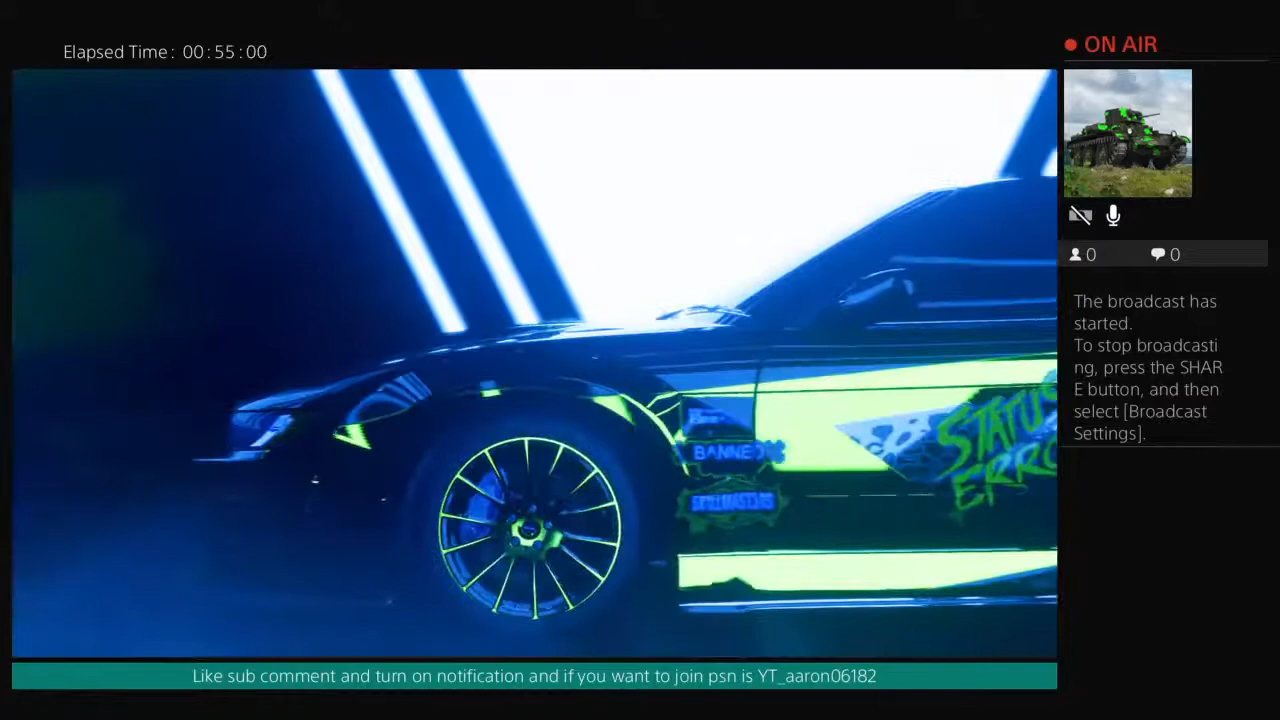 Elapsed Time: 00:55:00
ON AIR
0 0
The broadcast has
started.
To stop broadcasti
ng, press the SHAR
E button, and then
select [Broadcast
Settings].
BANNED
STATUS
ERRO
SKILLMASTERS
Like sub comment and turn on notification and if you want to join psn is YT_aaron06182